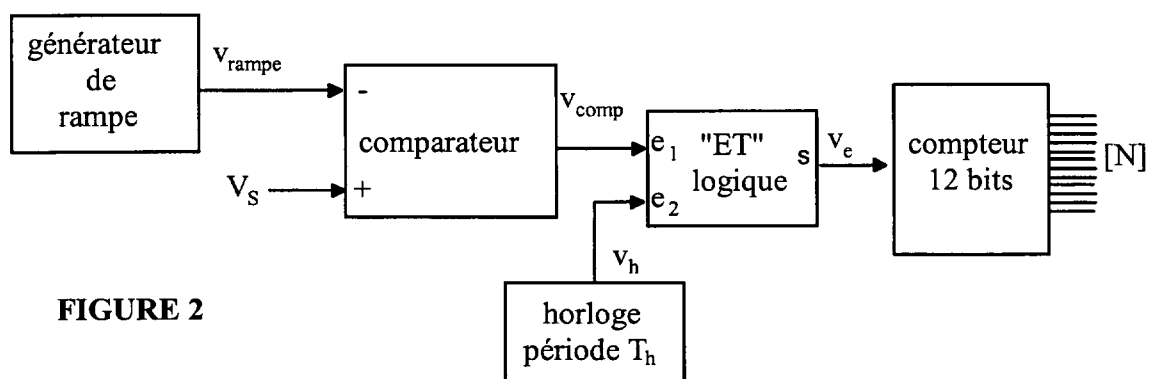 générateur
de
rampe
v_rampe
-
comparateur
V_S
+
v_comp
e_1
"ET"
logique
s
e_2
v_e
compteur
12 bits
[N]
v_h
horloge
période T_h
FIGURE 2